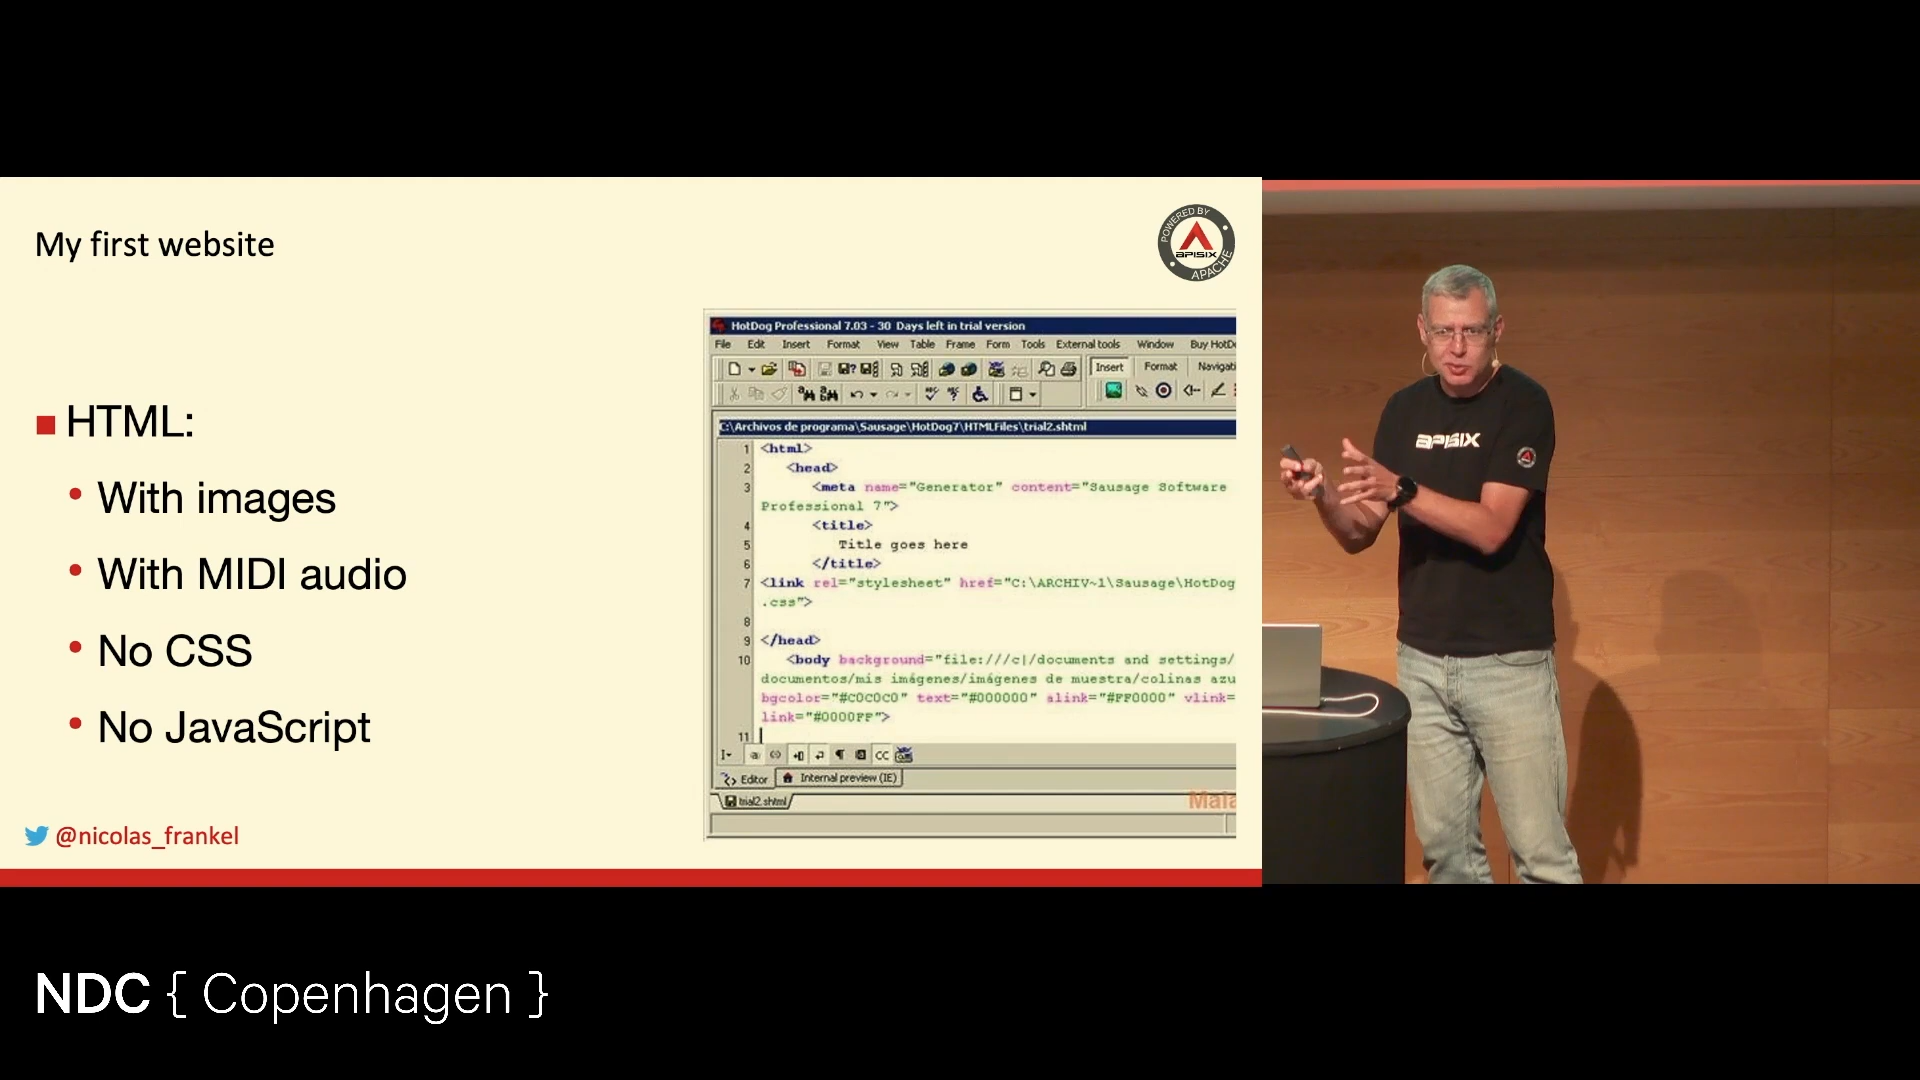 My first website
POWERED BY
APISIX
APACHE
HTML:
With images
With MIDI audio
No CSS
No JavaScript
@nicolas_frankel
HotDog Professional 7.03 - 30 Days left in trial version
File Edit Insert Format View Table Frame Form Tools External tools Window Buy HotD
Insert Format Navigati
C:\Archivos de programa\Sausage\HotDog7\HTMLFiles\trial2.shtml
1 <html>
2 <head>
3 <meta name="Generator" content="Sausage Software
Professional 7">
4 <title>
5 Title goes here
6 </title>
7 <link rel="stylesheet" href="C:\ARCHIV~1\Sausage\HotDog
.css">
8
9 </head>
10 <body background="file:///c|/documents and settings/
documentos/mis imágenes/imágenes de muestra/colinas azu
bgcolor="#C0C0C0" text="#000000" alink="#FF0000" vlink=
link="#0000FF">
11
CC
Editor Internal preview (IE)
trial2.shtml
Mala
APISIX
NDC { Copenhagen }